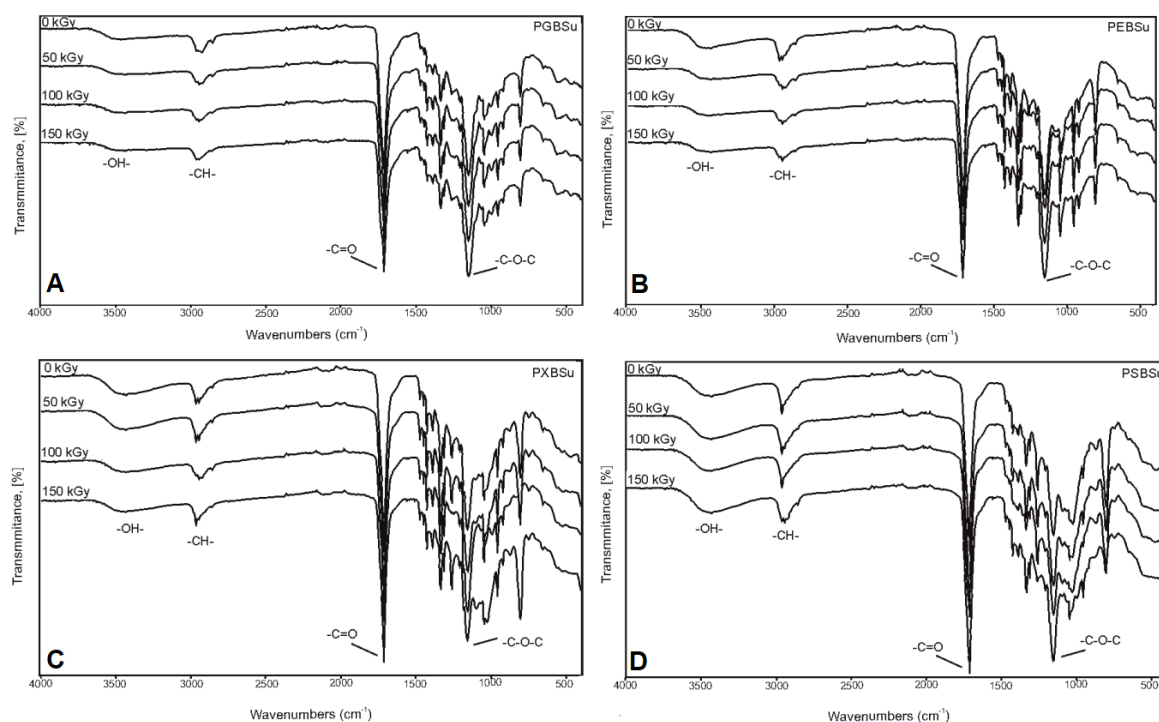 0 kGy
PGBSu
50 kGy
100 kGy
150 kGy
-OH-
-CH-
-C=O
-C-O-C
Transmmitance, [%]
A
4000 3500 3000 2500 2000 1500 1000 500
Wavenumbers (cm-1)
0 kGy
PEBSu
50 kGy
100 kGy
150 kGy
-OH-
-CH-
-C=O
-C-O-C
Transmmitance, [%]
B
4000 3500 3000 2500 2000 1500 1000 500
Wavenumbers (cm-1)
0 kGy
PXBSu
50 kGy
100 kGy
150 kGy
-OH-
-CH-
-C=O
-C-O-C
Transmmitance, [%]
C
4000 3500 3000 2500 2000 1500 1000 500
Wavenumbers (cm-1)
0 kGy
PSBSu
50 kGy
100 kGy
150 kGy
-OH-
-CH-
-C=O
-C-O-C
Transmmitance, [%]
D
4000 3500 3000 2500 2000 1500 1000 500
Wavenumbers (cm-1)